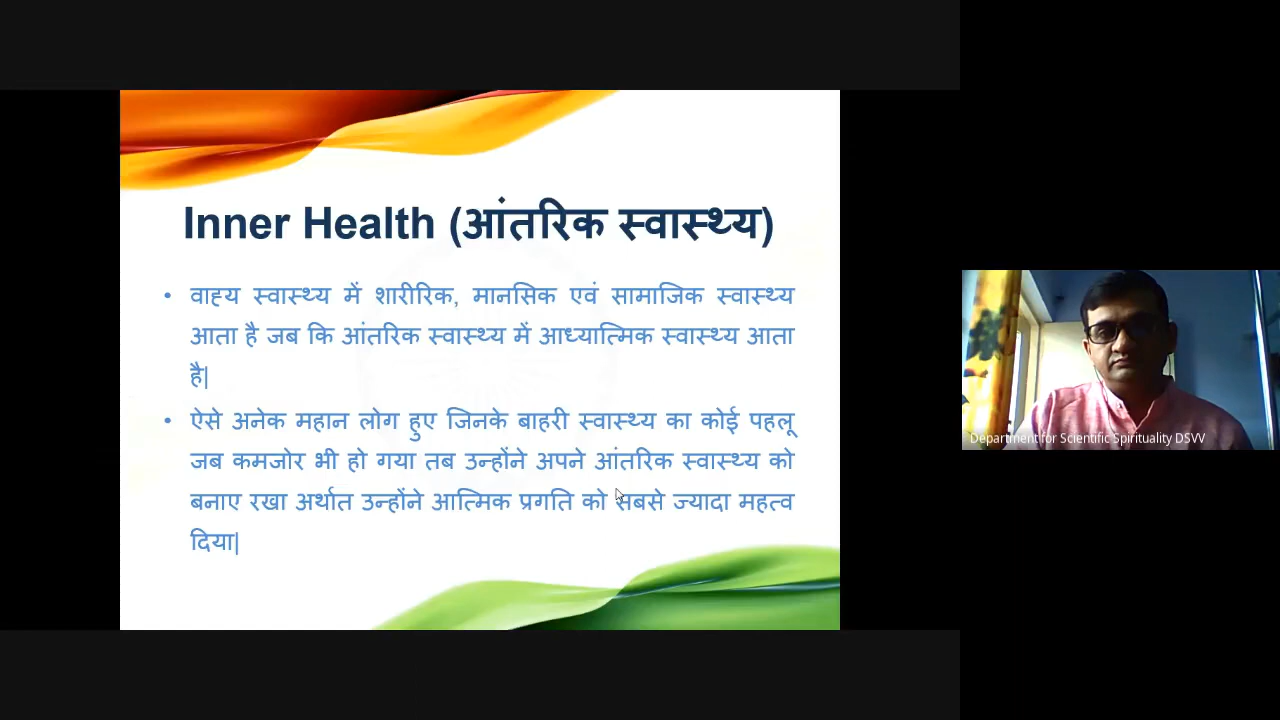 Inner Health (आंतरिक स्वास्थ्य)
• वाह्य स्वास्थ्य में शारीरिक, मानसिक एवं सामाजिक स्वास्थ्य
आता है जब कि आंतरिक स्वास्थ्य में आध्यात्मिक स्वास्थ्य आता
है|
• ऐसे अनेक महान लोग हुए जिनके बाहरी स्वास्थ्य का कोई पहलू
जब कमजोर भी हो गया तब उन्होंने अपने आंतरिक स्वास्थ्य को
बनाए रखा अर्थात उन्होंने आत्मिक प्रगति को सबसे ज्यादा महत्व
दिया|
Department for Scientific Spirituality DSVV